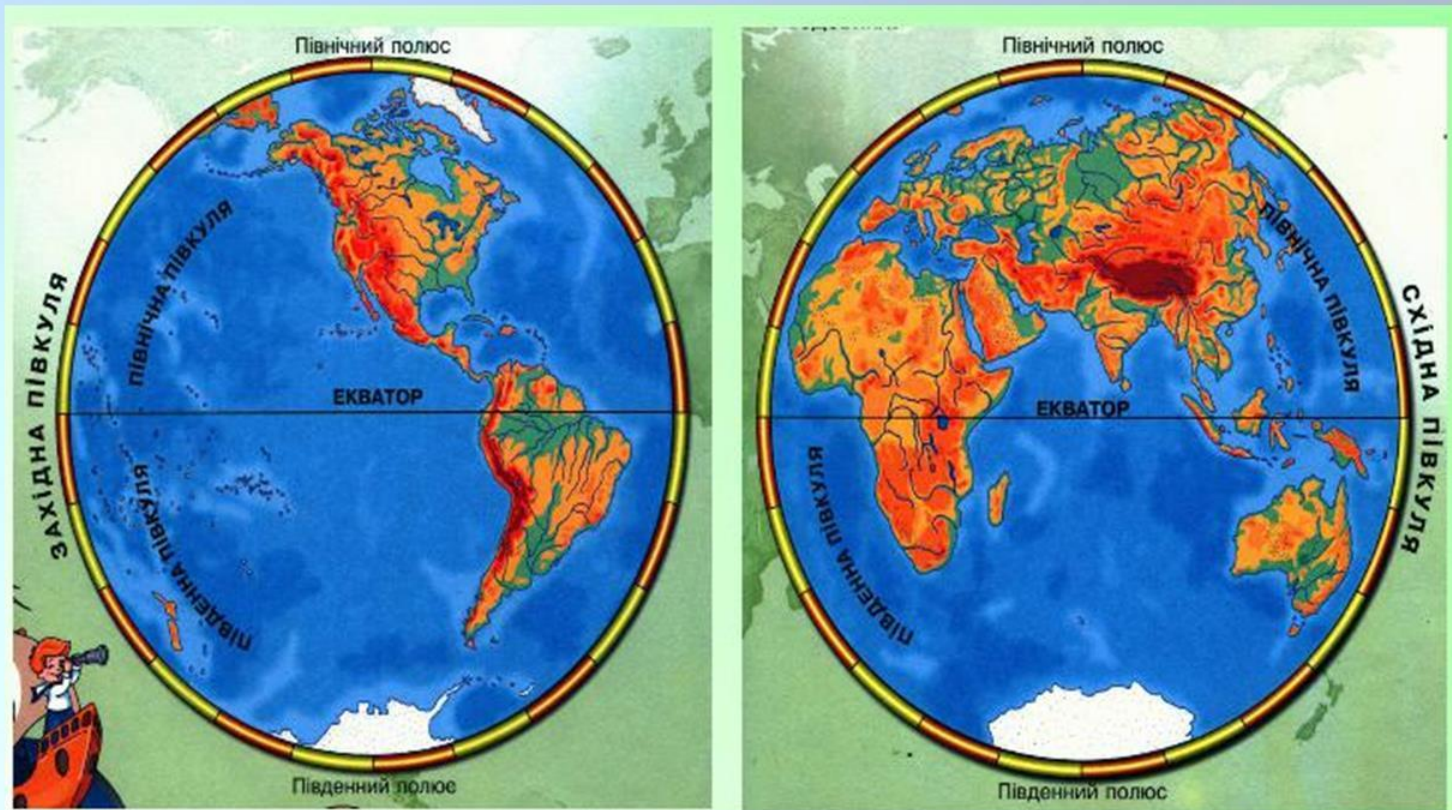 Північний полюс
ЗАХІДНА ПІВКУЛЯ
ПІВНІЧНА ПІВКУЛЯ
ЕКВАТОР
ПІВДЕННА ПІВКУЛЯ
Південний полює
Північний полюс
ПІВНІЧНА ПІВКУЛЯ
СХІДНА ПІВКУЛЯ
ЕКВАТОР
ПІВДЕННА ПІВКУЛЯ
Південний полюс